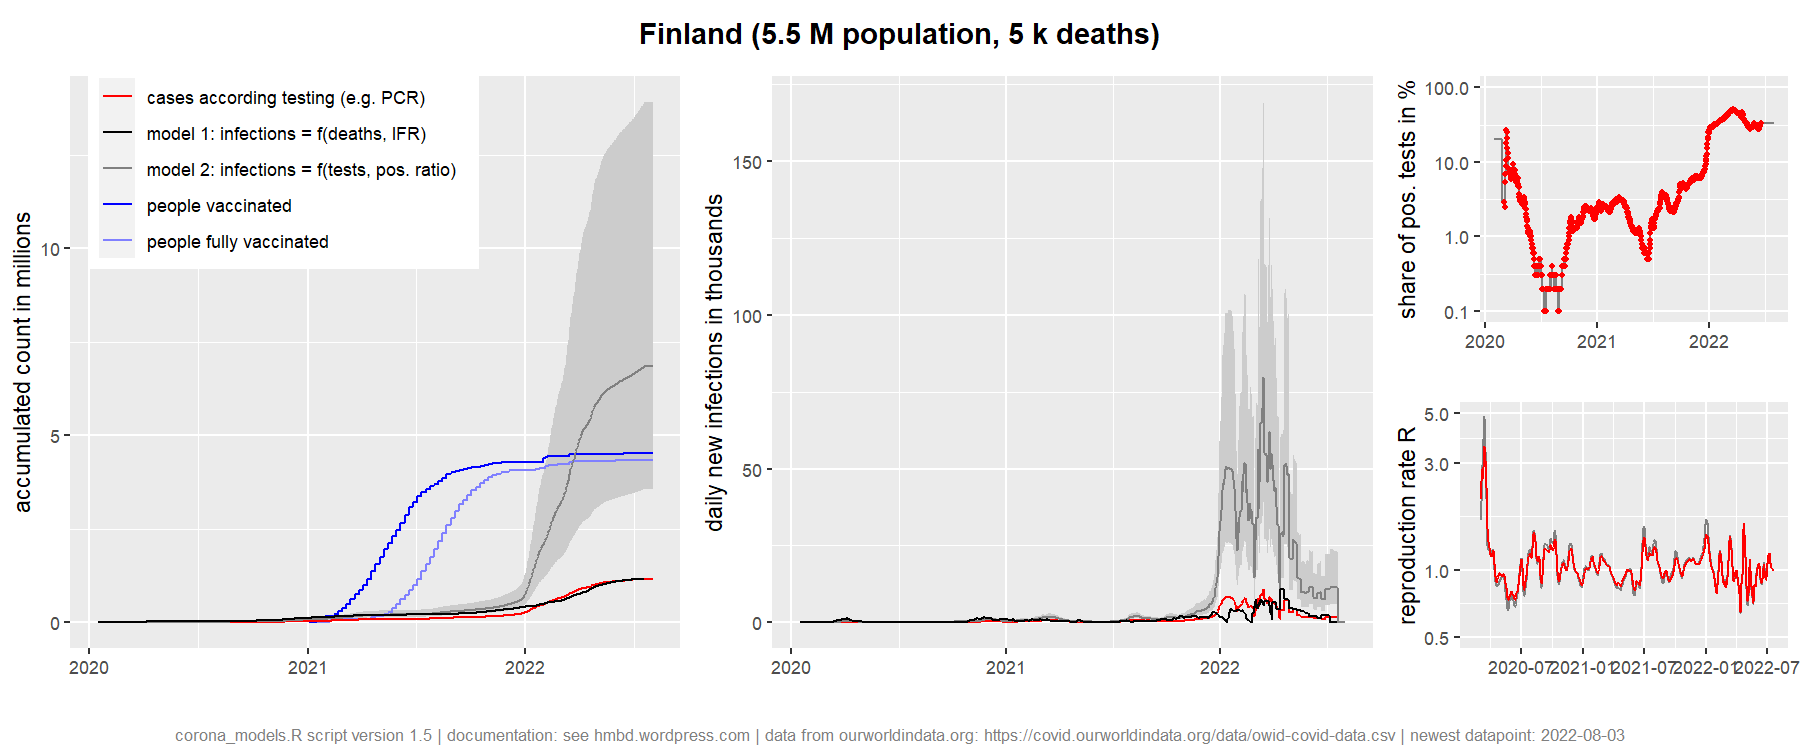 Finland (5.5 M population, 5 k deaths)
accumulated count in millions
10
5
0
2020 2021 2022
cases according testing (e.g. PCR)
model 1: infections = f(deaths, IFR)
model 2: infections = f(tests, pos. ratio)
people vaccinated
people fully vaccinated
daily new infections in thousands
150
100
50
0
2020 2021 2022
share of pos. tests in %
100.0
10.0
1.0
0.1
2020 2021 2022
reproduction rate R
5.0
3.0
1.0
0.5
2020-07 2021-01 2021-07 2022-01 2022-07
corona_models.R script version 1.5 | documentation: see hmbd.wordpress.com | data from ourworldindata.org: https://covid.ourworldindata.org/data/owid-covid-data.csv | newest datapoint: 2022-08-03